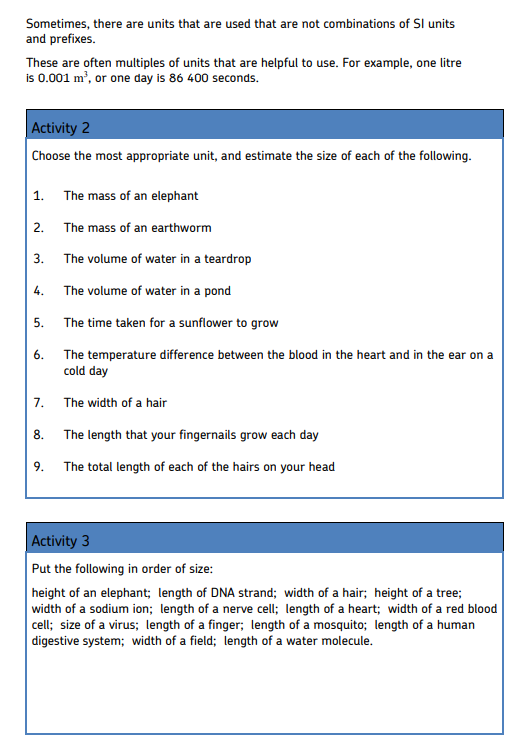 Sometimes, there are units that are used that are not combinations of SI units
and prefixes.
These are often multiples of units that are helpful to use. For example, one litre
is 0.001 m³, or one day is 86 400 seconds.
Activity 2
Choose the most appropriate unit, and estimate the size of each of the following.
1. The mass of an elephant
2. The mass of an earthworm
3. The volume of water in a teardrop
4. The volume of water in a pond
5. The time taken for a sunflower to grow
6. The temperature difference between the blood in the heart and in the ear on a
cold day
7. The width of a hair
8. The length that your fingernails grow each day
9. The total length of each of the hairs on your head
Activity 3
Put the following in order of size:
height of an elephant; length of DNA strand; width of a hair; height of a tree;
width of a sodium ion; length of a nerve cell; length of a heart; width of a red blood
cell; size of a virus; length of a finger; length of a mosquito; length of a human
digestive system; width of a field; length of a water molecule.